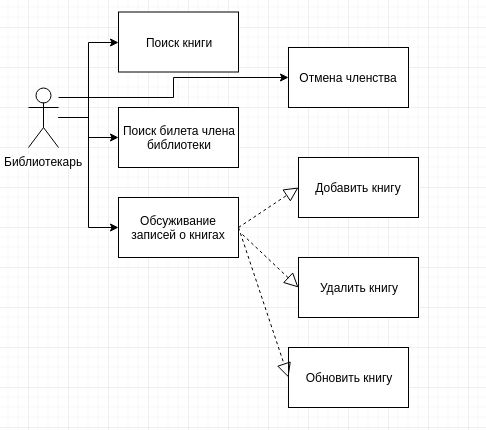 Поиск книги
Отмена членства
Библиотекарь
Поиск билета члена
библиотеки
Добавить книгу
Обсуживание
записей о книгах
Удалить книгу
Обновить книгу